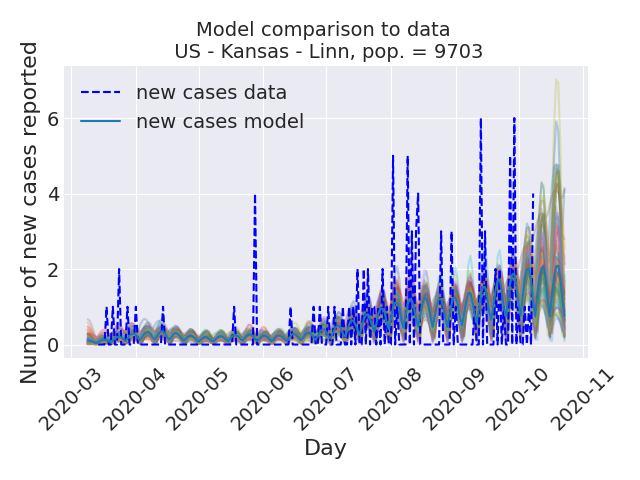 Model comparison to data
US - Kansas - Linn, pop. = 9703
new cases data
new cases model
Number of new cases reported
6
4
2
0
2020-03
2020-04
2020-05
2020-06
2020-07
2020-08
2020-09
2020-10
2020-11
Day